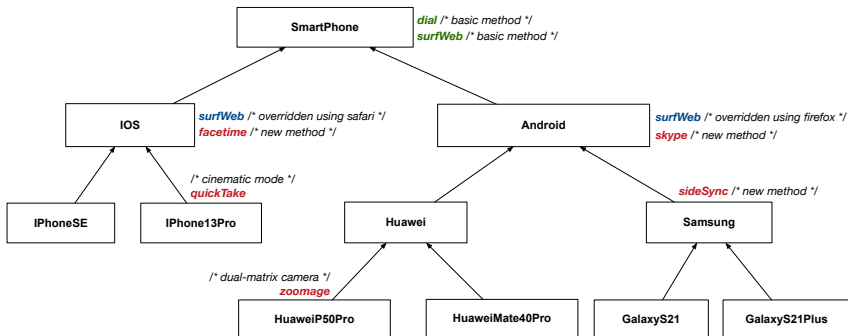 SmartPhone
dial /* basic method */
surfWeb /* basic method */
IOS
surfWeb /* overridden using safari */
facetime /* new method */
Android
surfWeb /* overridden using firefox */
skype /* new method */
/* cinematic mode */
quickTake
sideSync /* new method */
IPhoneSE
IPhone13Pro
Huawei
Samsung
/* dual-matrix camera */
zoomage
HuaweiP50Pro
HuaweiMate40Pro
GalaxyS21
GalaxyS21Plus